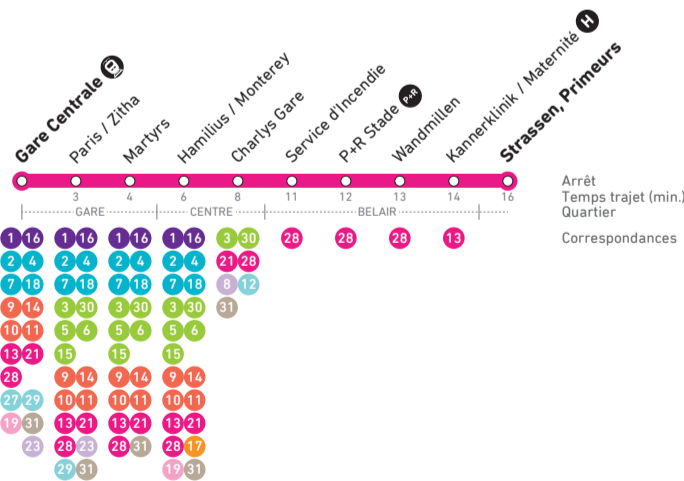 Gare Centrale
Paris / Zitha
Martyrs
Hamilius / Monterey
Charlys Gare
Service d'Incendie
P+R Stade P+R
Wandmillen
Kannerklinik / Maternité H
Strassen, Primeurs
Arrêt
3 4 6 8 11 12 13 14 16 Temps trajet (min.)
GARE CENTRE BELAIR Quartier
1 16 1 16 1 16 1 16 3 30 28 28 28 13 Correspondances
2 4 2 4 2 4 2 4 21 28
7 18 7 18 7 18 7 18 8 12
9 14 3 30 3 30 3 30 31
10 11 5 6 5 6 5 6
13 21 15 15 15
28 9 14 9 14 9 14
27 29 10 11 10 11 10 11
19 31 13 21 13 21 13 21
23 28 23 28 31 28 17
29 31 19 31